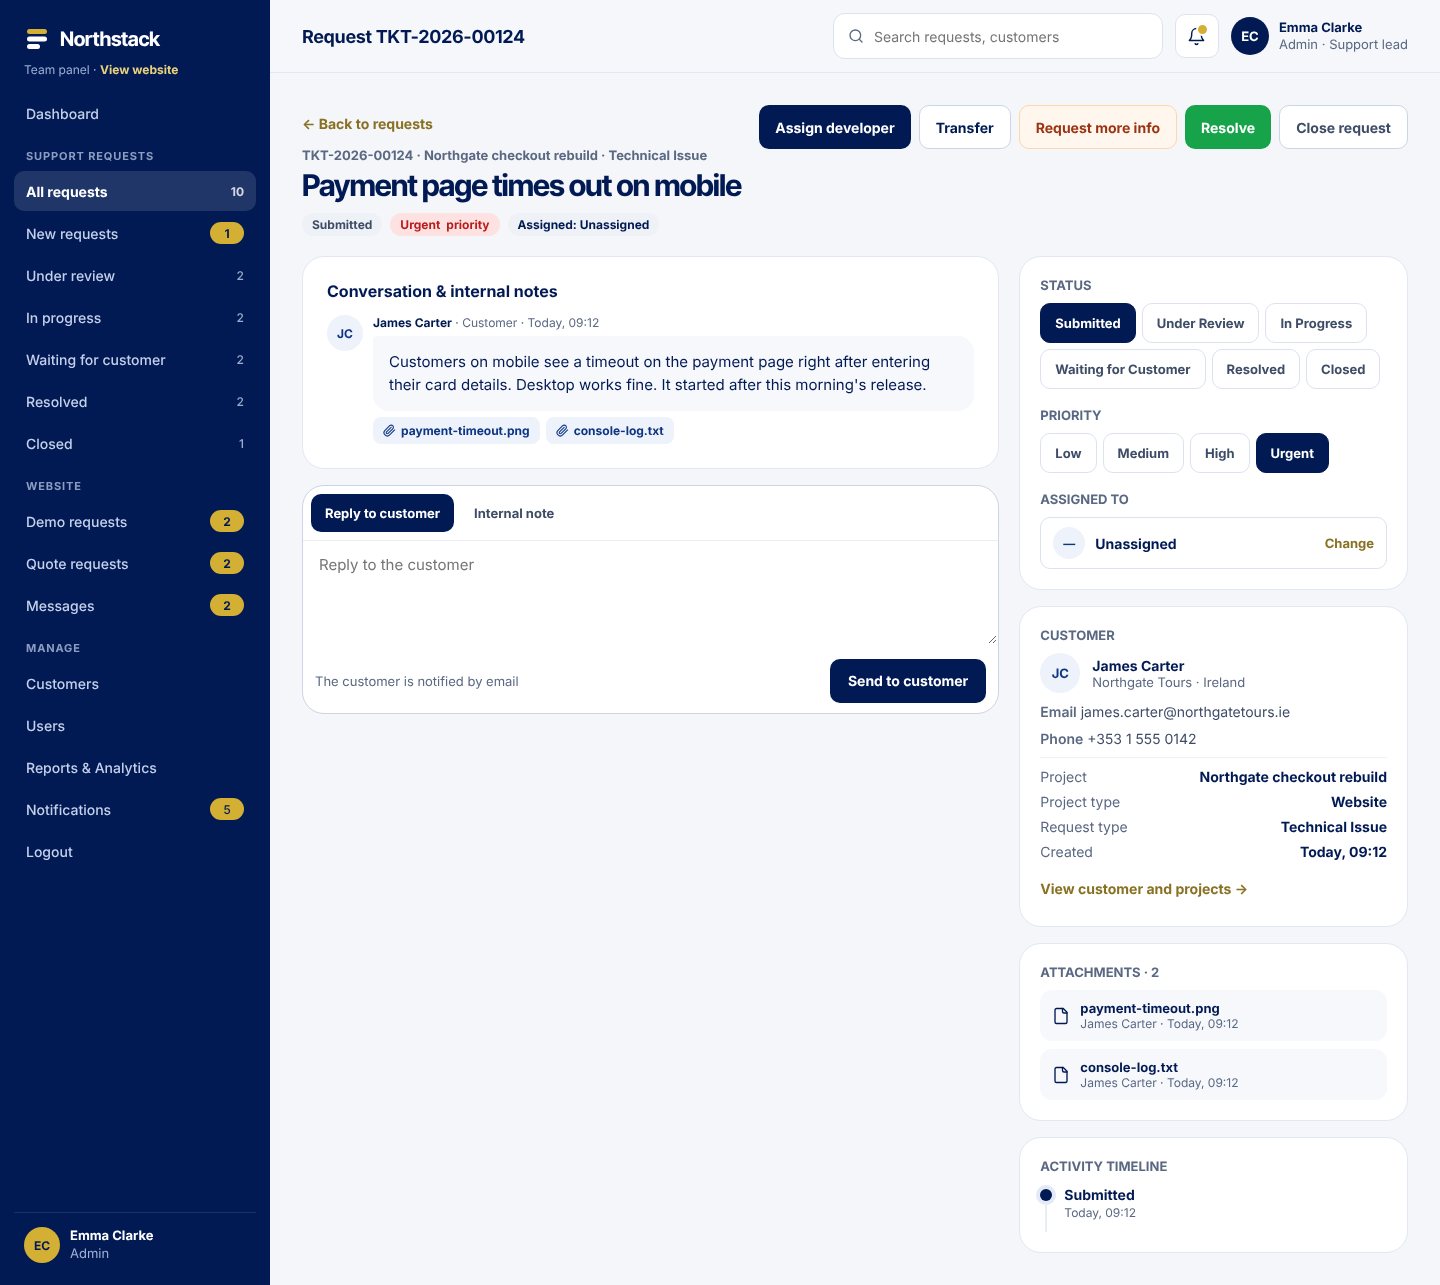 Northstack
Team panel · View website
Dashboard
SUPPORT REQUESTS
All requests 10
New requests 1
Under review 2
In progress 2
Waiting for customer 2
Resolved 2
Closed 1
WEBSITE
Demo requests 2
Quote requests 2
Messages 2
MANAGE
Customers
Users
Reports & Analytics
Notifications 5
Logout
EC
Emma Clarke
Admin
Request TKT-2026-00124
Search requests, customers
EC
Emma Clarke
Admin · Support lead
← Back to requests
Assign developer Transfer Request more info Resolve Close request
TKT-2026-00124 · Northgate checkout rebuild · Technical Issue
Payment page times out on mobile
Submitted Urgent priority Assigned: Unassigned
Conversation & internal notes
JC
James Carter · Customer · Today, 09:12
Customers on mobile see a timeout on the payment page right after entering
their card details. Desktop works fine. It started after this morning's release.
payment-timeout.png console-log.txt
Reply to customer Internal note
Reply to the customer
The customer is notified by email
Send to customer
STATUS
Submitted Under Review In Progress
Waiting for Customer Resolved Closed
PRIORITY
Low Medium High Urgent
ASSIGNED TO
— Unassigned Change
CUSTOMER
JC
James Carter
Northgate Tours · Ireland
Email james.carter@northgatetours.ie
Phone +353 1 555 0142
Project Northgate checkout rebuild
Project type Website
Request type Technical Issue
Created Today, 09:12
View customer and projects →
ATTACHMENTS · 2
payment-timeout.png
James Carter · Today, 09:12
console-log.txt
James Carter · Today, 09:12
ACTIVITY TIMELINE
Submitted
Today, 09:12